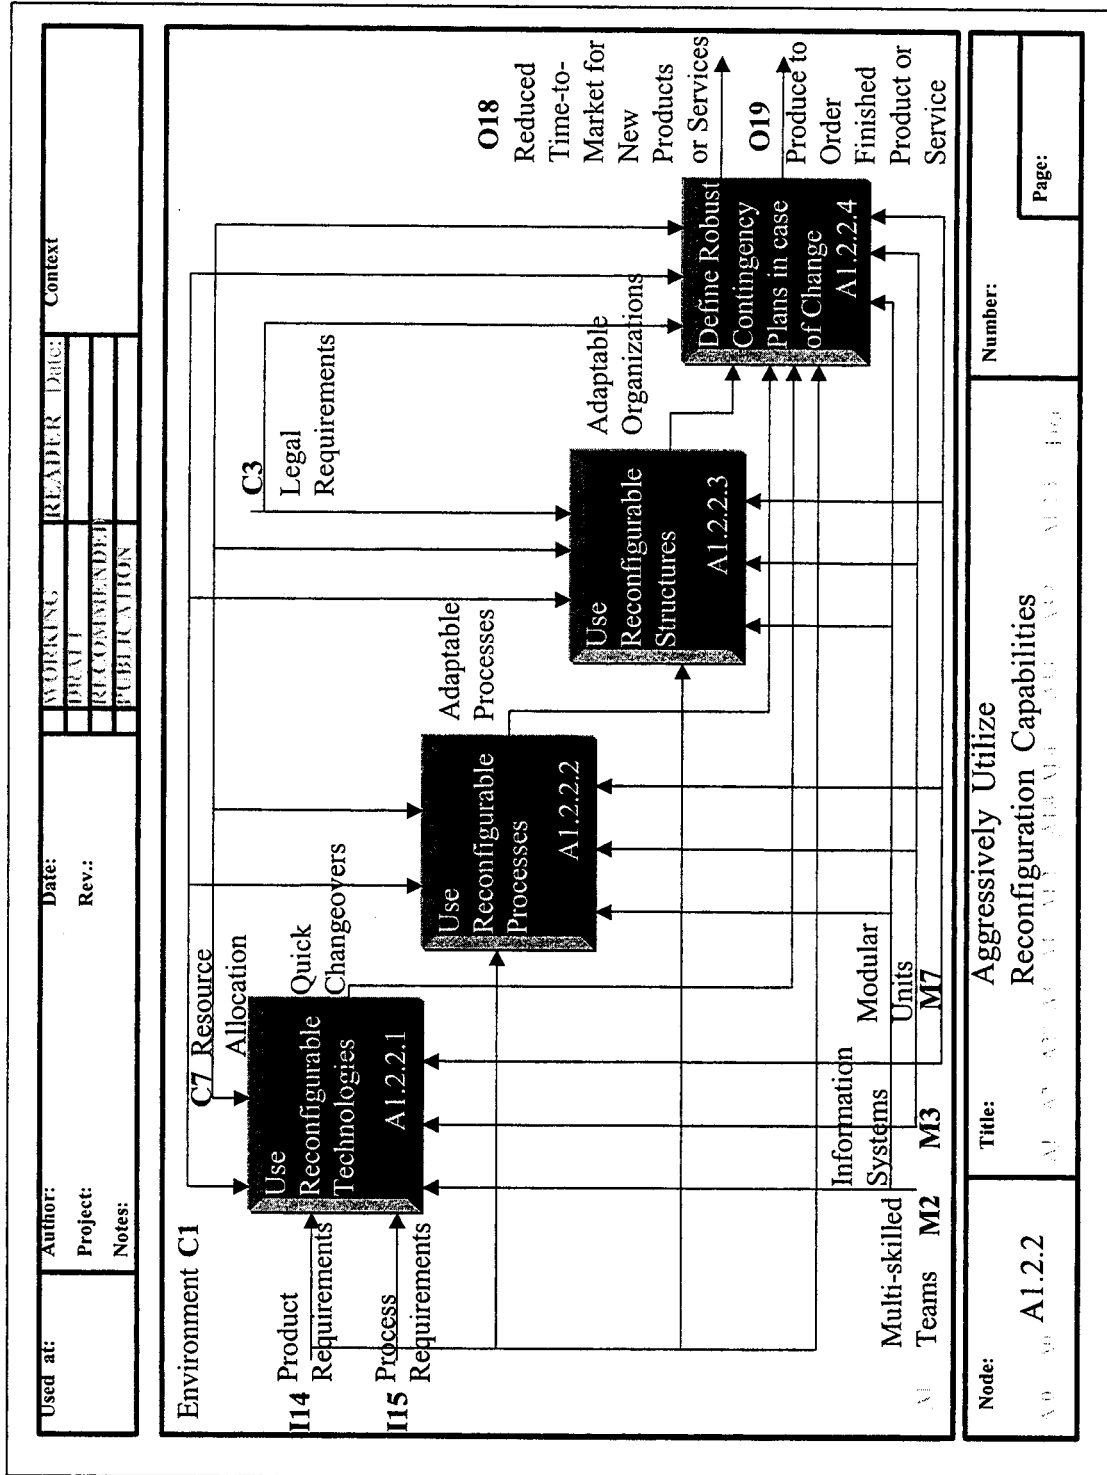 Used at:
Author:
Date:
Project:
Rev.:
Notes:
WORKING
DRAFT
RECOMMENDED
PUBLICATION
READER
Date:
Context
Environment C1
C7 Resource
Allocation
C3
Legal
Requirements
I14 Product
Requirements
I15 Process
Requirements
Use
Reconfigurable
Technologies
A1.2.2.1
Quick
Changeovers
Use
Reconfigurable
Processes
A1.2.2.2
Adaptable
Processes
Use
Reconfigurable
Structures
A1.2.2.3
Adaptable
Organizations
Define Robust
Contingency
Plans in case
of Change
A1.2.2.4
O18
Reduced
Time-to-
Market for
New
Products
or Services
O19
Produce to
Order
Finished
Product or
Service
Multi-skilled
Teams M2
Information
Systems
M3
Modular
Units
M7
Node:
A1.2.2
Title:
Aggressively Utilize
Reconfiguration Capabilities
Number:
Page: